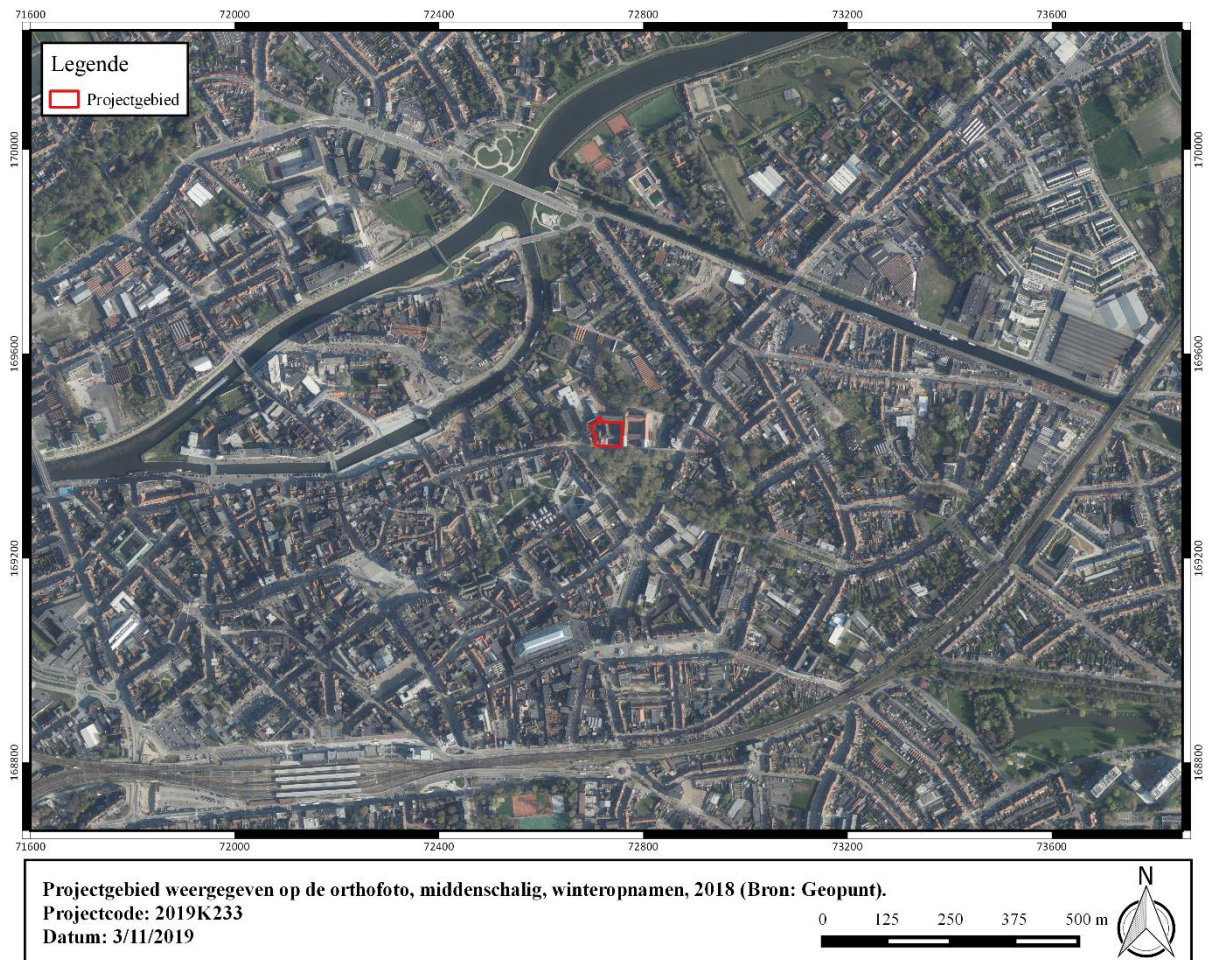 71600 72000 72400 72800 73200 73600
Legende
Projectgebied
170000 170000
169600 169600
169200 169200
168800 168800
71600 72000 72400 72800 73200 73600
Projectgebied weergegeven op de orthofoto, middenschalig, winteropnamen, 2018 (Bron: Geopunt).
Projectcode: 2019K233
Datum: 3/11/2019
0 125 250 375 500 m
N